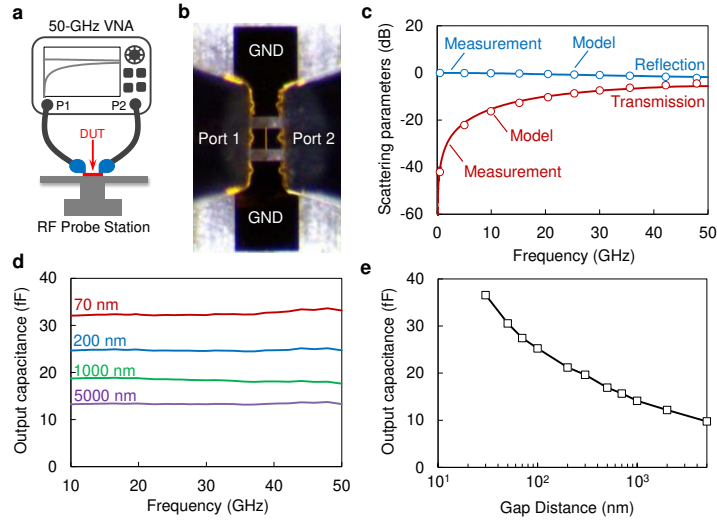 a
50-GHz VNA
P1
P2
DUT
RF Probe Station
b
GND
Port 1
Port 2
GND
c
Scattering parameters (dB)
20
0
-20
-40
-60
Measurement
Model
Reflection
Transmission
Model
Measurement
0
10
20
30
40
50
Frequency (GHz)
d
Output capacitance (fF)
40
30
20
10
0
70 nm
200 nm
1000 nm
5000 nm
10
20
30
40
50
Frequency (GHz)
e
Output capacitance (fF)
40
30
20
10
0
10¹
10²
10³
Gap Distance (nm)